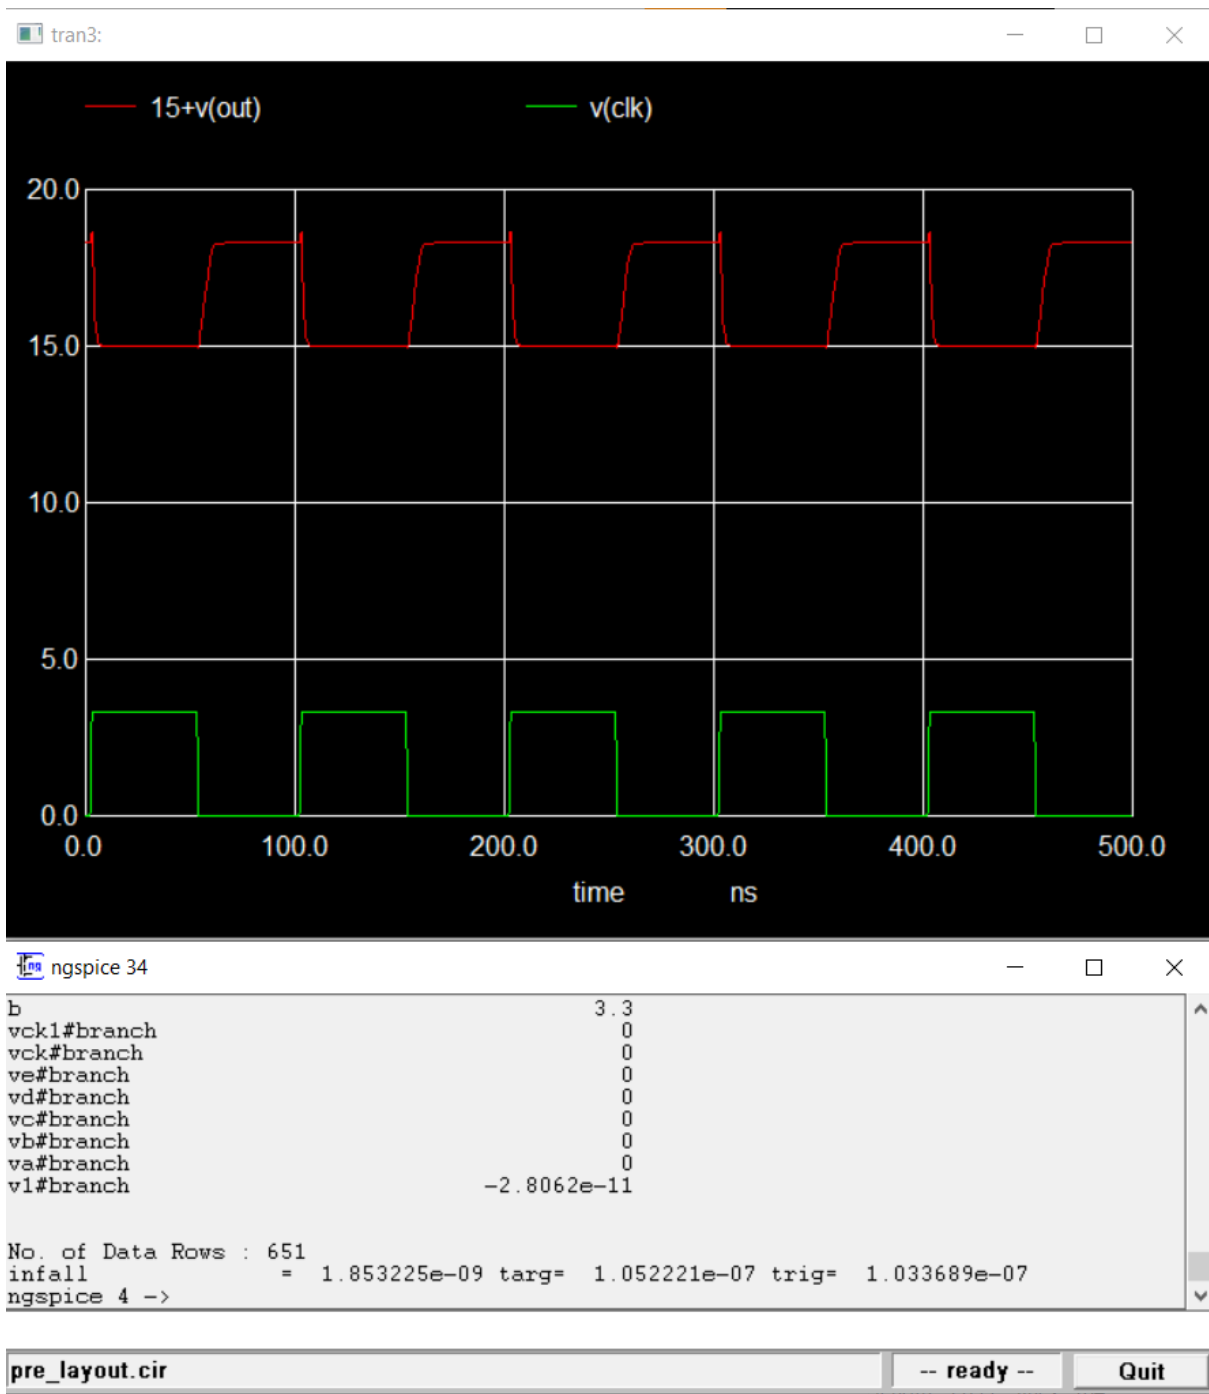 tran3:
15+v(out) v(clk)
20.0
15.0
10.0
5.0
0.0
0.0 100.0 200.0 300.0 400.0 500.0
time ns
ngspice 34
b 3.3
vck1#branch 0
vck#branch 0
ve#branch 0
vd#branch 0
vc#branch 0
vb#branch 0
va#branch 0
v1#branch -2.8062e-11
No. of Data Rows : 651
infall = 1.853225e-09 targ= 1.052221e-07 trig= 1.033689e-07
ngspice 4 ->
pre_layout.cir -- ready -- Quit